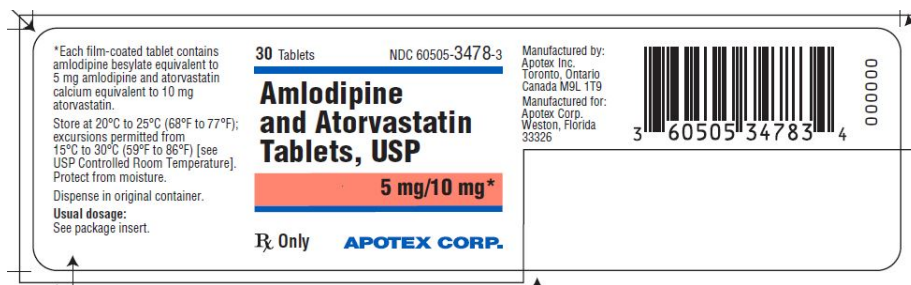 *Each film-coated tablet contains
amlodipine besylate equivalent to
5 mg amlodipine and atorvastatin
calcium equivalent to 10 mg
atorvastatin.
Store at 20°C to 25°C (68°F to 77°F);
excursions permitted from
15°C to 30°C (59°F to 86°F) [see
USP Controlled Room Temperature].
Protect from moisture.
Dispense in original container.
Usual dosage:
See package insert.
30 Tablets NDC 60505-3478-3
Amlodipine
and Atorvastatin
Tablets, USP
5 mg/10 mg*
℞ Only APOTEX CORP.
Manufactured by:
Apotex Inc.
Toronto, Ontario
Canada M9L 1T9
Manufactured for:
Apotex Corp.
Weston, Florida
33326
3 60505 34783 4
000000